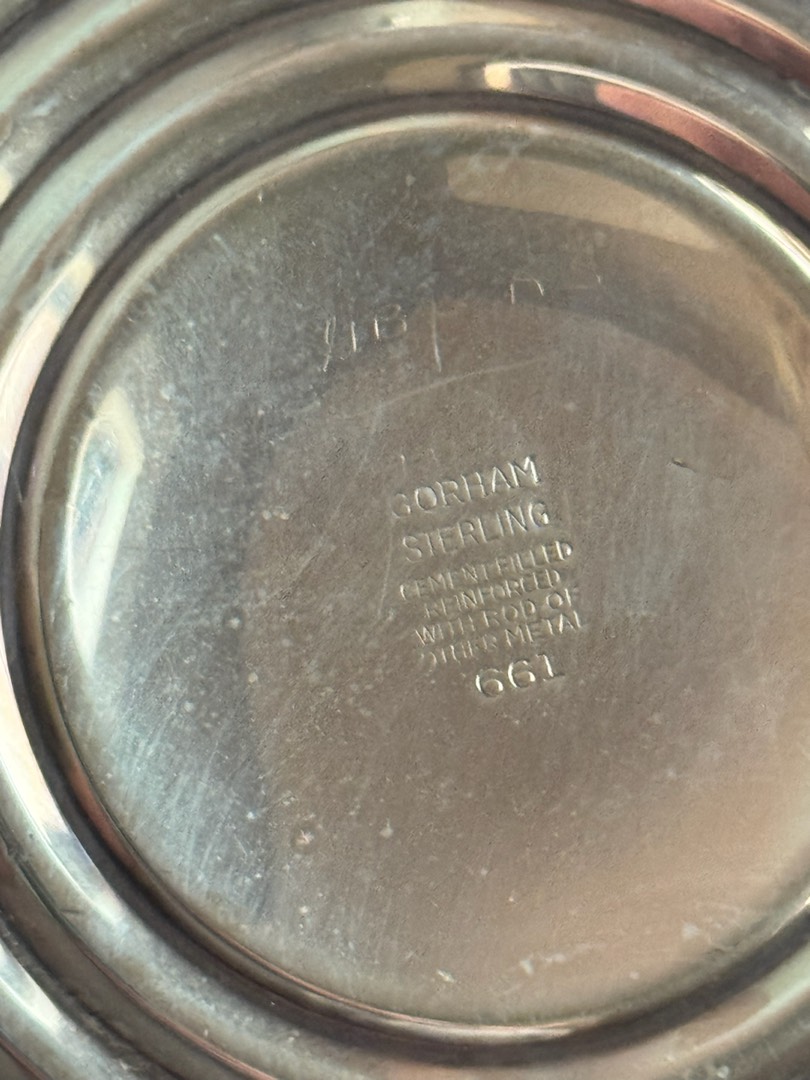 GORHAM
STERLING
CEMENT FILLED
REINFORCED
WITH ROD OF
OTHER METAL
661